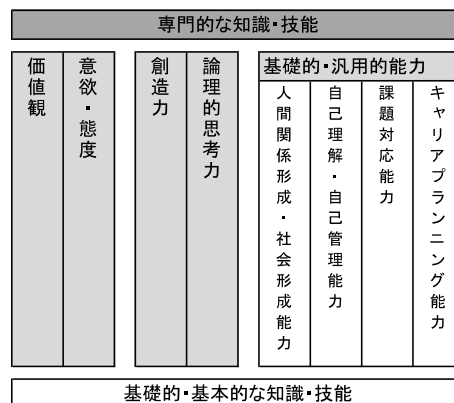 専門的な知識・技能
価値観
意欲・態度
創造力
論理的思考力
基礎的・汎用的能力
人間関係形成・社会形成能力
自己理解・自己管理能力
課題対応能力
キャリアプランニング能力
基礎的・基本的な知識・技能